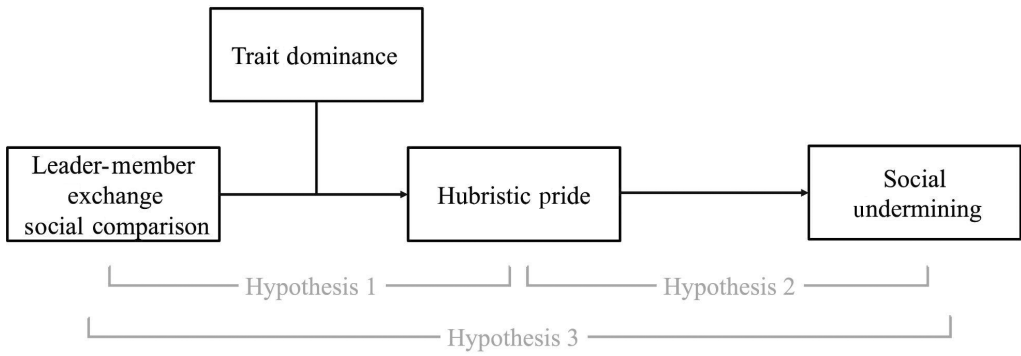 Trait dominance
Leader-member
exchange
social comparison
Hubristic pride
Social
undermining
Hypothesis 1
Hypothesis 2
Hypothesis 3